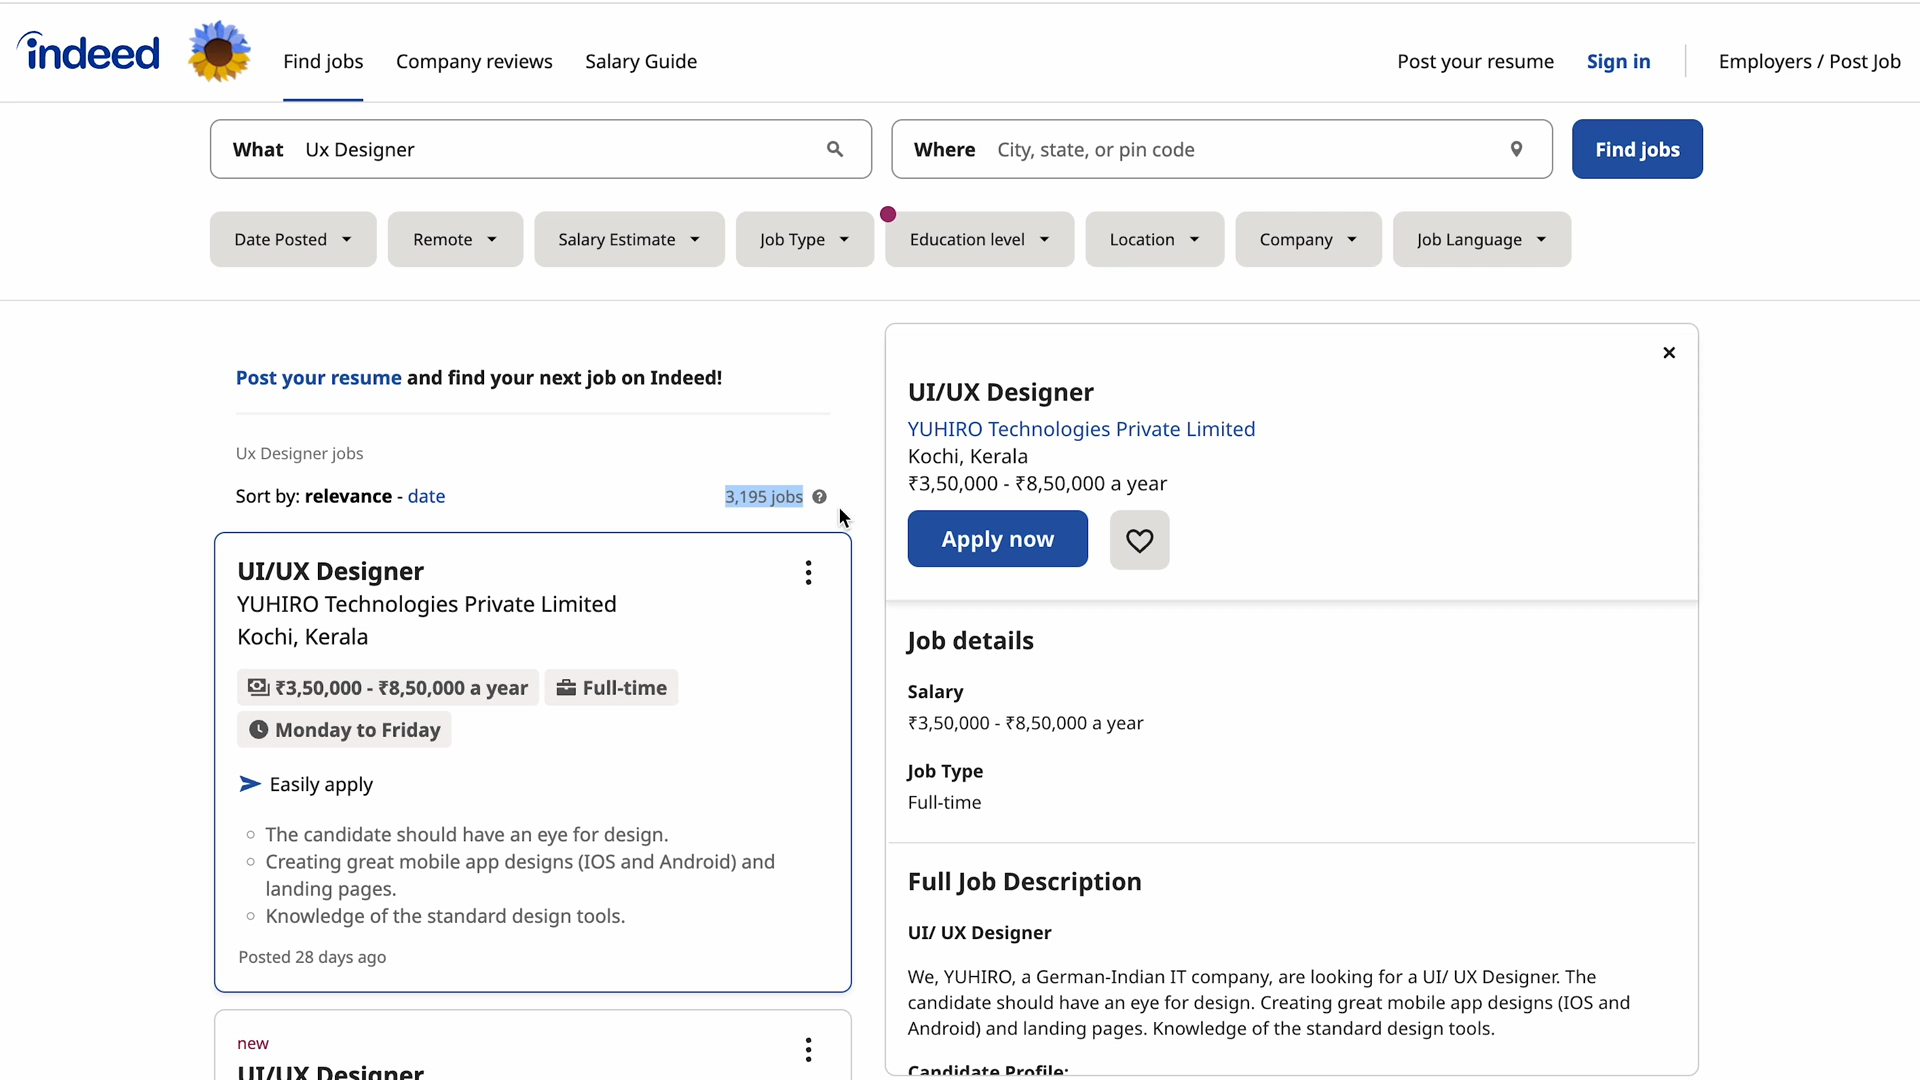 indeed
Find jobs
Company reviews
Salary Guide
Post your resume
Sign in
Employers / Post Job
What Ux Designer
Where City, state, or pin code
Find jobs
Date Posted
Remote
Salary Estimate
Job Type
Education level
Location
Company
Job Language
Post your resume and find your next job on Indeed!
Ux Designer jobs
Sort by: relevance - date
3,195 jobs
UI/UX Designer
YUHIRO Technologies Private Limited
Kochi, Kerala
₹3,50,000 - ₹8,50,000 a year
Full-time
Monday to Friday
Easily apply
The candidate should have an eye for design.
Creating great mobile app designs (IOS and Android) and
landing pages.
Knowledge of the standard design tools.
Posted 28 days ago
new
UI/UX Designer
UI/UX Designer
YUHIRO Technologies Private Limited
Kochi, Kerala
₹3,50,000 - ₹8,50,000 a year
Apply now
Job details
Salary
₹3,50,000 - ₹8,50,000 a year
Job Type
Full-time
Full Job Description
UI/ UX Designer
We, YUHIRO, a German-Indian IT company, are looking for a UI/ UX Designer. The
candidate should have an eye for design. Creating great mobile app designs (IOS and
Android) and landing pages. Knowledge of the standard design tools.
Candidate Profile: